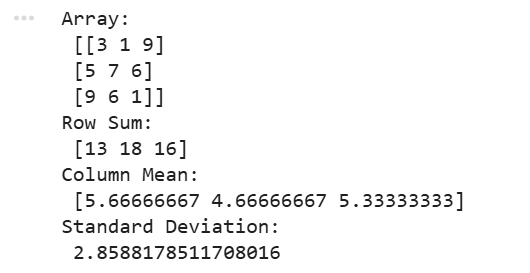 Array:
[[3 1 9]
[5 7 6]
[9 6 1]]
Row Sum:
[13 18 16]
Column Mean:
[5.66666667 4.66666667 5.33333333]
Standard Deviation:
2.8588178511708016